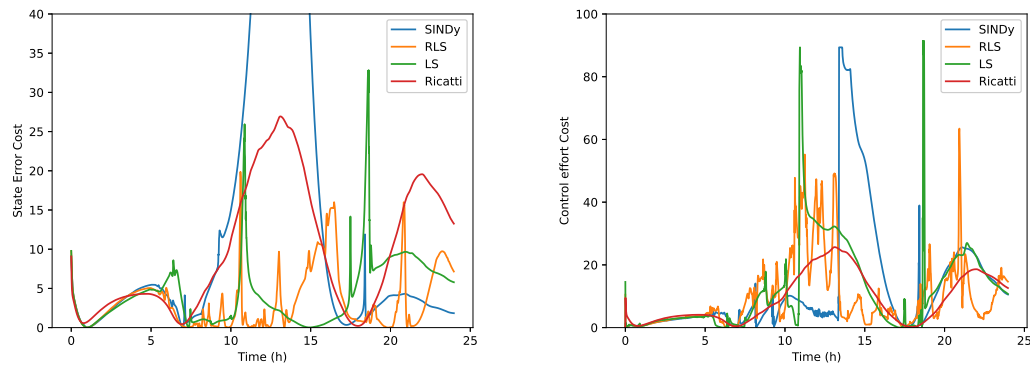 State Error Cost
40
35
30
25
20
15
10
5
0
0 5 10 15 20 25
Time (h)
SINDy
RLS
LS
Ricatti
Control effort Cost
100
80
60
40
20
0
0 5 10 15 20 25
Time (h)
SINDy
RLS
LS
Ricatti